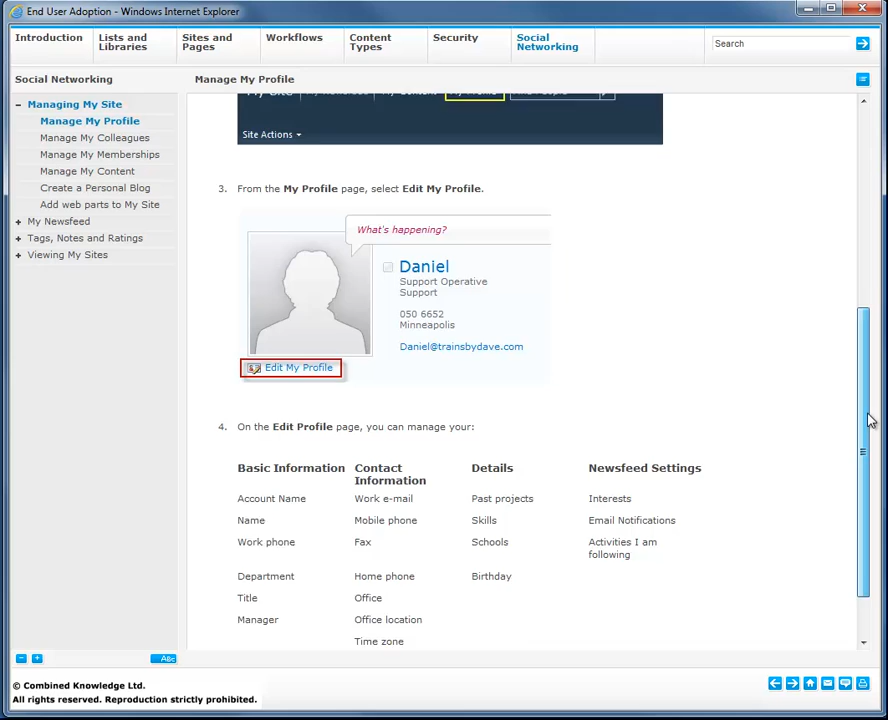 End User Adoption - Windows Internet Explorer
Introduction
Lists and
Libraries
Sites and
Pages
Workflows
Content
Types
Security
Social
Networking
Search
Social Networking
Manage My Profile
Managing My Site
Manage My Profile
Manage My Colleagues
Manage My Memberships
Manage My Content
Create a Personal Blog
Add web parts to My Site
My Newsfeed
Tags, Notes and Ratings
Viewing My Sites
Site Actions
3. From the My Profile page, select Edit My Profile.
What's happening?
Daniel
Support Operative
Support
050 6652
Minneapolis
Daniel@trainsbydave.com
Edit My Profile
4. On the Edit Profile page, you can manage your:
Basic Information
Contact
Information
Details
Newsfeed Settings
Account Name
Work e-mail
Past projects
Interests
Name
Mobile phone
Skills
Email Notifications
Work phone
Fax
Schools
Activities I am
following
Department
Home phone
Birthday
Title
Office
Manager
Office location
Time zone
ABC
© Combined Knowledge Ltd.
All rights reserved. Reproduction strictly prohibited.